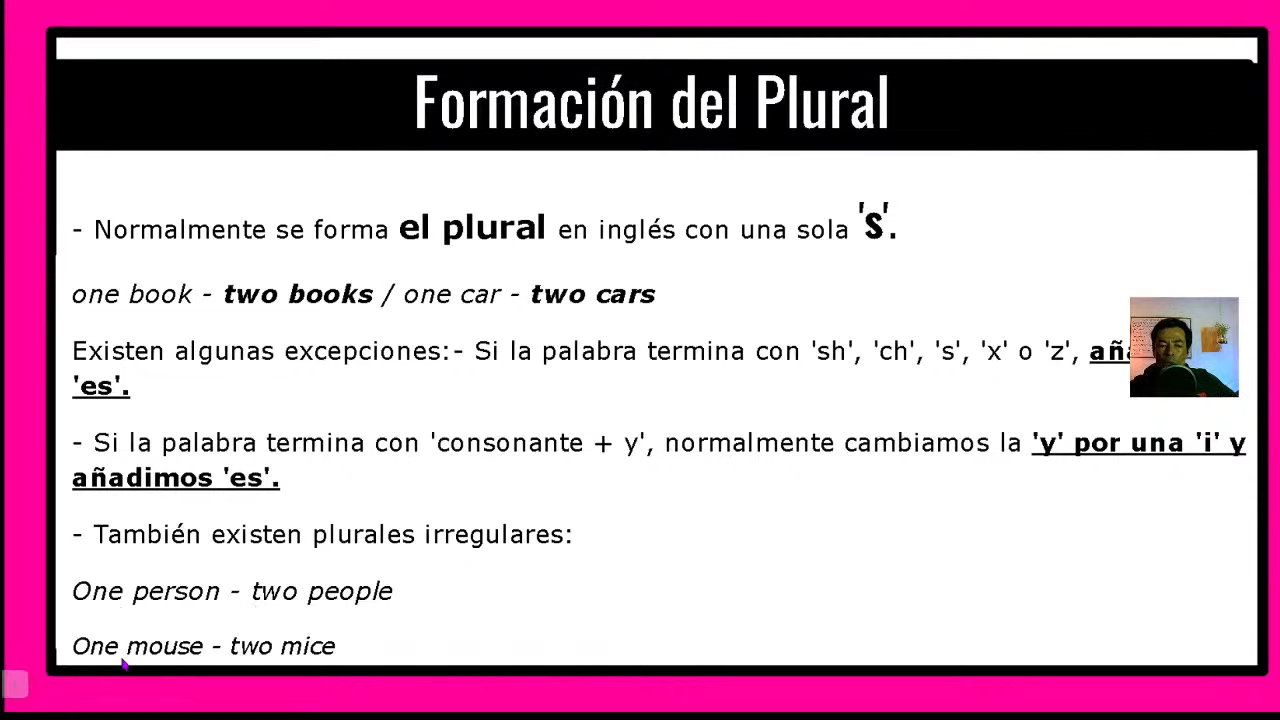 Formación del Plural
- Normalmente se forma el plural en inglés con una sola 's'.
one book - two books / one car - two cars
Existen algunas excepciones:- Si la palabra termina con 'sh', 'ch', 's', 'x' o 'z',
'es'.
- Si la palabra termina con 'consonante + y', normalmente cambiamos la 'y' por una 'i' y
añadimos 'es'.
- También existen plurales irregulares:
One person - two people
One mouse - two mice